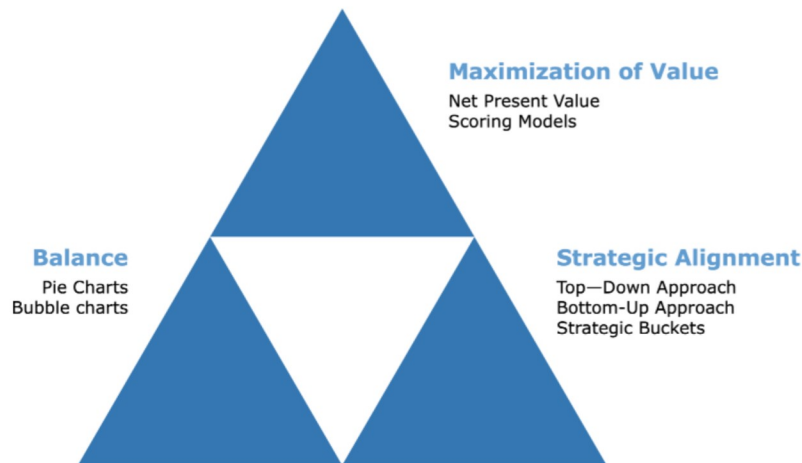 Maximization of Value
Net Present Value
Scoring Models
Balance
Pie Charts
Bubble charts
Strategic Alignment
Top—Down Approach
Bottom-Up Approach
Strategic Buckets